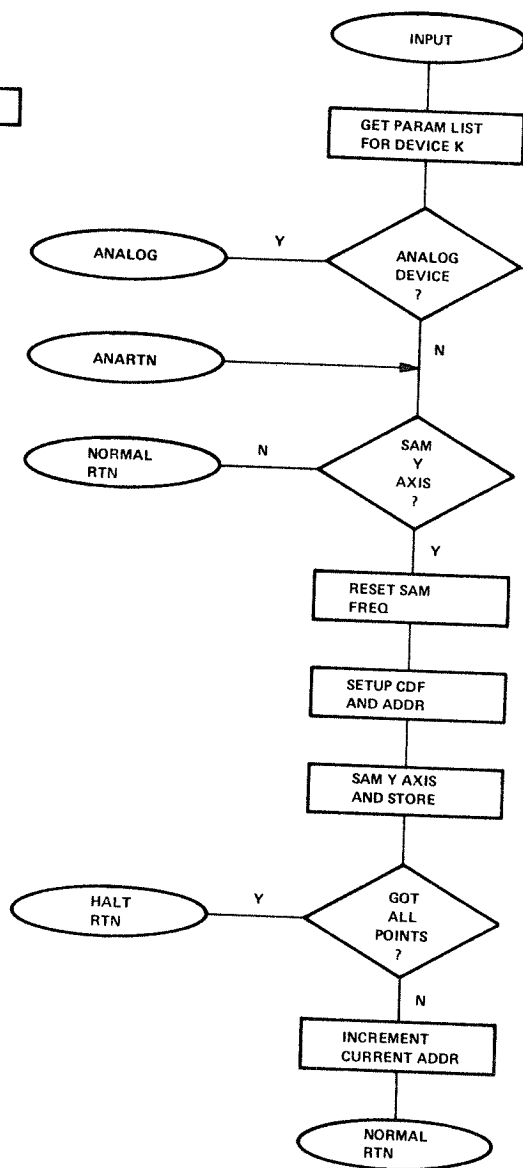 INPUT
GET PARAM LIST
FOR DEVICE K
ANALOG
Y
ANALOG
DEVICE
?
N
ANARTN
NORMAL
RTN
N
SAM
Y
AXIS
?
Y
RESET SAM
FREQ
SETUP CDF
AND ADDR
SAM Y AXIS
AND STORE
HALT
RTN
Y
GOT
ALL
POINTS
?
N
INCREMENT
CURRENT ADDR
NORMAL
RTN